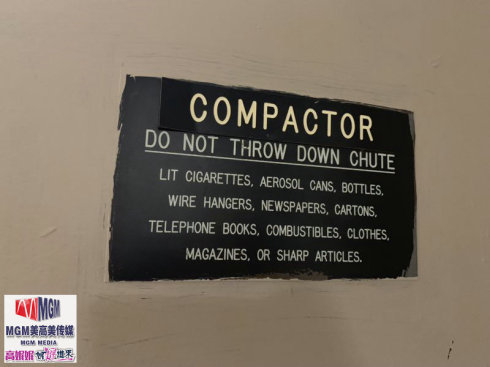 COMPACTOR
DO NOT THROW DOWN CHUTE
LIT CIGARETTES, AEROSOL CANS, BOTTLES,
WIRE HANGERS, NEWSPAPERS, CARTONS,
TELEPHONE BOOKS, COMBUSTIBLES, CLOTHES,
MAGAZINES, OR SHARP ARTICLES.
MGM
MGM美高美传媒
MGM MEDIA